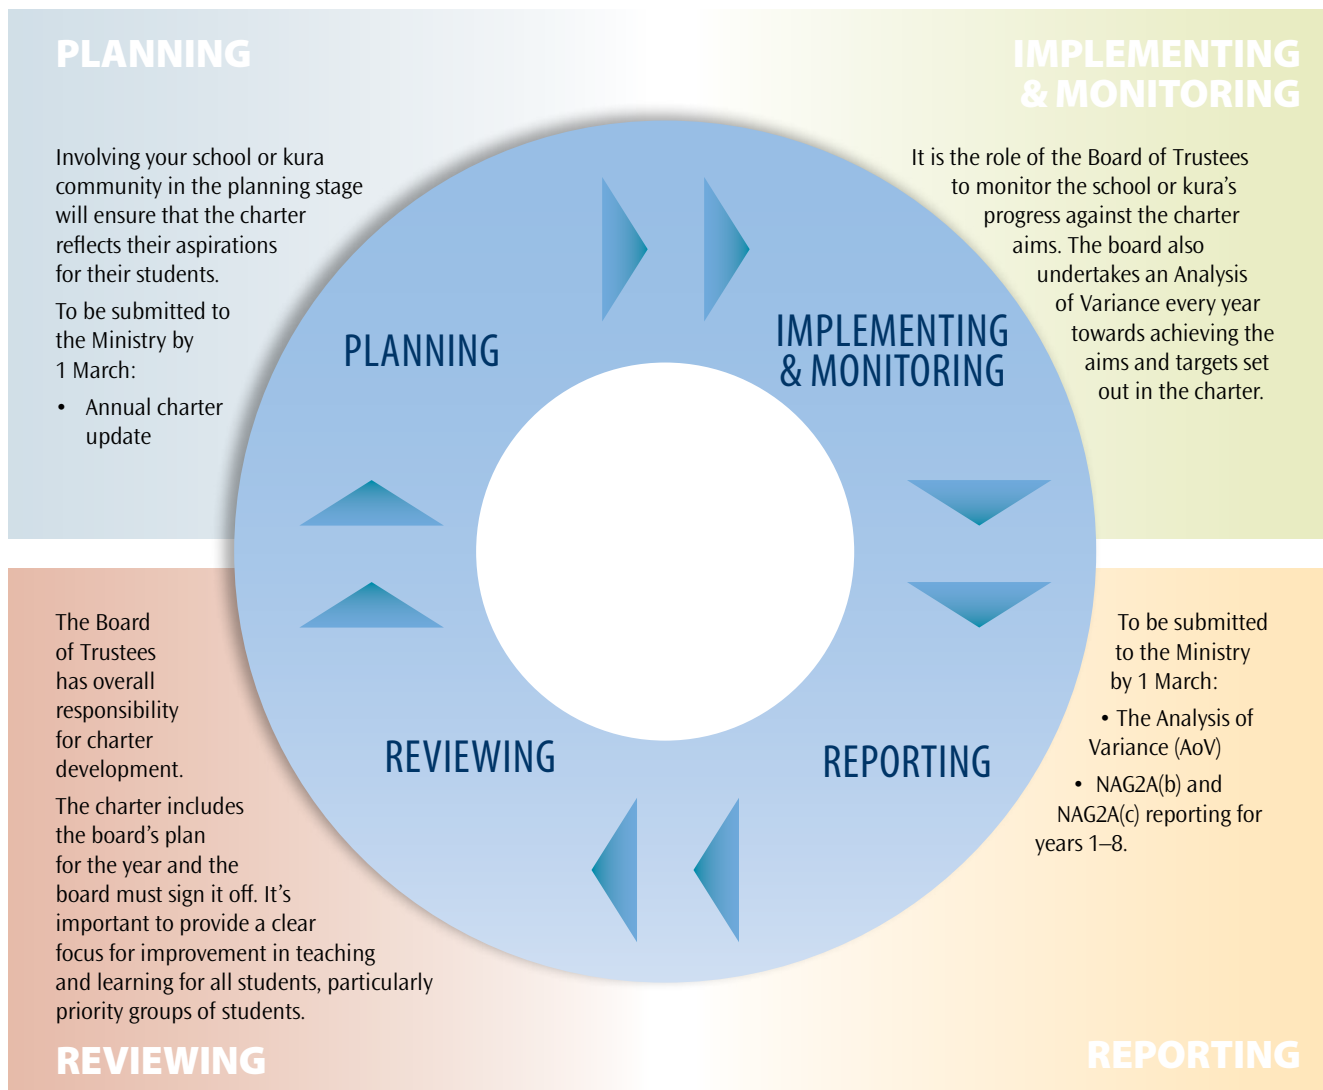 PLANNING
Involving your school or kura
community in the planning stage
will ensure that the charter
reflects their aspirations
for their students.
To be submitted to
the Ministry by
1 March:
• Annual charter
update
IMPLEMENTING
& MONITORING
It is the role of the Board of Trustees
to monitor the school or kura's
progress against the charter
aims. The board also
undertakes an Analysis
of Variance every year
towards achieving the
aims and targets set
out in the charter.
PLANNING
IMPLEMENTING
& MONITORING
REVIEWING
REPORTING
The Board
of Trustees
has overall
responsibility
for charter
development.
The charter includes
the board's plan
for the year and the
board must sign it off. It's
important to provide a clear
focus for improvement in teaching
and learning for all students, particularly
priority groups of students.
REVIEWING
To be submitted
to the Ministry
by 1 March:
• The Analysis of
Variance (AoV)
• NAG2A(b) and
NAG2A(c) reporting for
years 1–8.
REPORTING